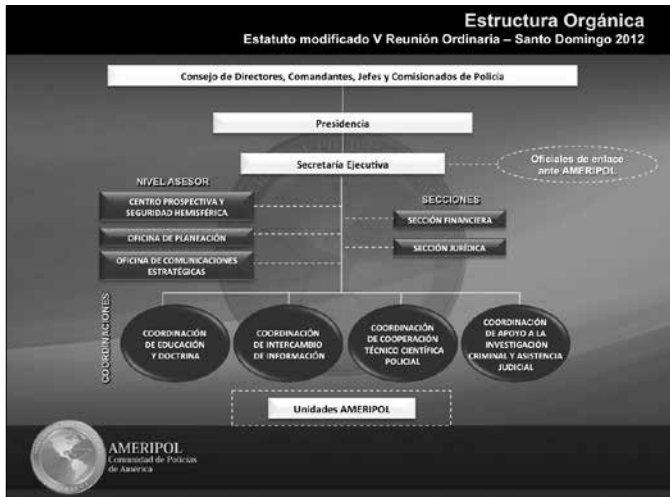 Estructura Orgánica
Estatuto modificado V Reunión Ordinaria – Santo Domingo 2012
Consejo de Directores, Comandantes, Jefes y Comisionados de Policía
Presidencia
Secretaría Ejecutiva
Oficiales de enlace
ante AMERIPOL
NIVEL ASESOR
CENTRO PROSPECTIVA Y
SEGURIDAD HEMISFÉRICA
OFICINA DE PLANEACIÓN
OFICINA DE COMUNICACIONES
ESTRATÉGICAS
SECCIONES
SECCIÓN FINANCIERA
SECCIÓN JURÍDICA
COORDINACIONES
COORDINACIÓN
DE EDUCACIÓN
Y DOCTRINA
COORDINACIÓN
DE INTERCAMBIO
DE INFORMACIÓN
COORDINACIÓN
DE COOPERACIÓN
TÉCNICO CIENTÍFICA
POLICIAL
COORDINACIÓN
DE APOYO A LA
INVESTIGACIÓN
CRIMINAL Y ASISTENCIA
JUDICIAL
Unidades AMERIPOL
AMERIPOL
Comunidad de Policías
de América